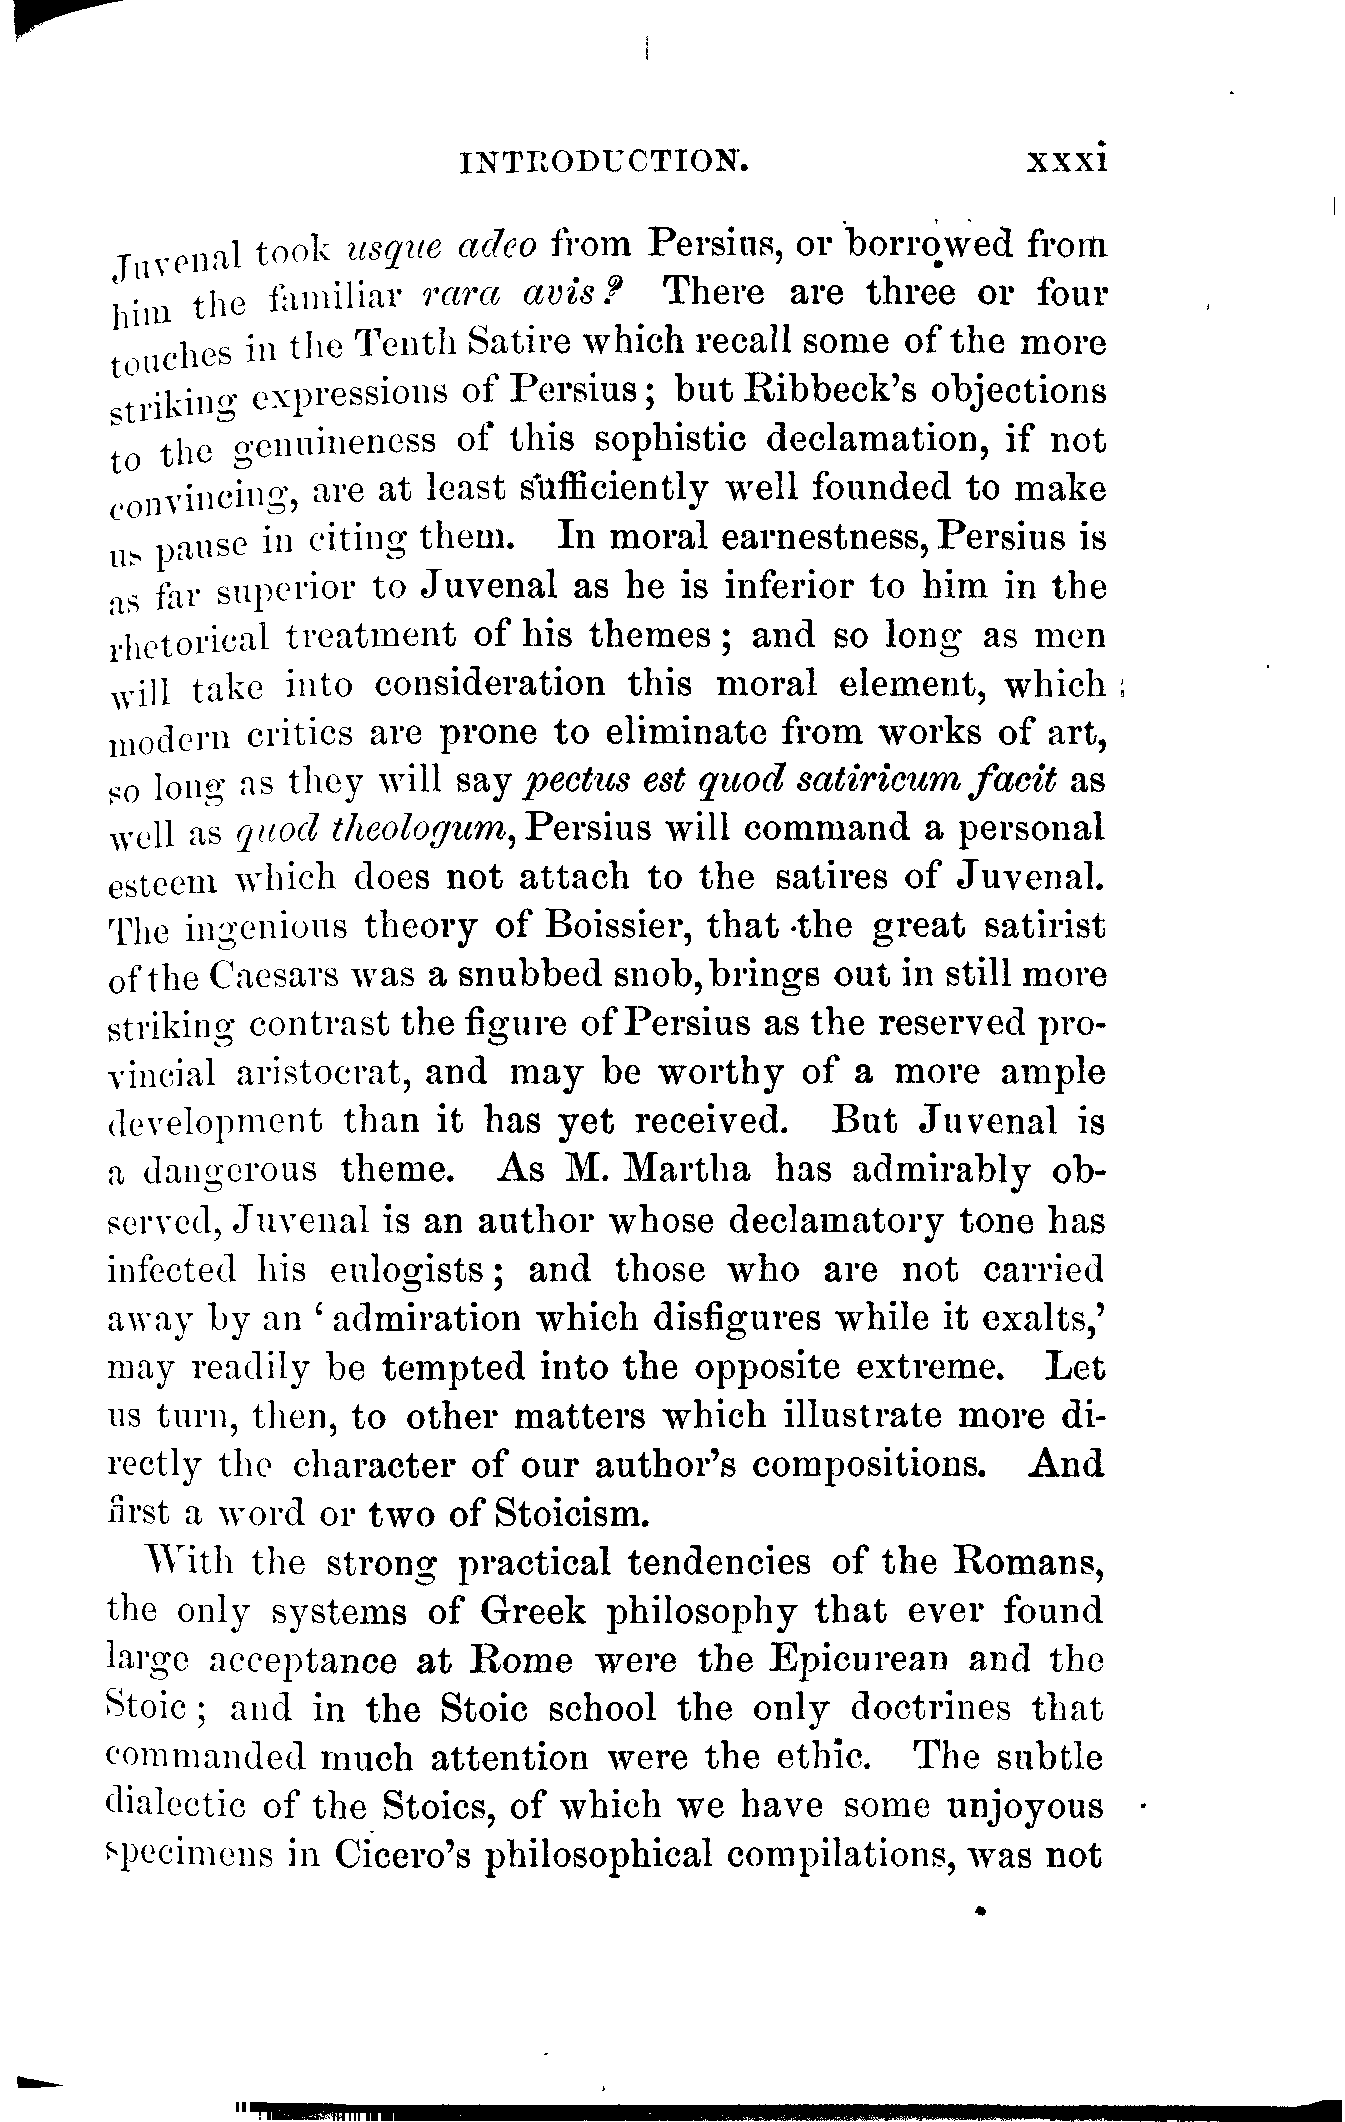 INTRODUCTION. xxxi
Juvenal took usque adeo from Persius, or borrowed from
him the familiar rara avis? There are three or four
touches in the Tenth Satire which recall some of the more
striking expressions of Persius; but Ribbeck's objections
to the genuineness of this sophistic declamation, if not
convincing, are at least sufficiently well founded to make
us pause in citing them. In moral earnestness, Persius is
as far superior to Juvenal as he is inferior to him in the
rhetorical treatment of his themes; and so long as men
will take into consideration this moral element, which
modern critics are prone to eliminate from works of art,
so long as they will say pectus est quod satiricum facit as
well as quod theologum, Persius will command a personal
esteem which does not attach to the satires of Juvenal.
The ingenious theory of Boissier, that the great satirist
of the Caesars was a snubbed snob, brings out in still more
striking contrast the figure of Persius as the reserved pro-
vincial aristocrat, and may be worthy of a more ample
development than it has yet received. But Juvenal is
a dangerous theme. As M. Martha has admirably ob-
served, Juvenal is an author whose declamatory tone has
infected his eulogists; and those who are not carried
away by an 'admiration which disfigures while it exalts,'
may readily be tempted into the opposite extreme. Let
us turn, then, to other matters which illustrate more di-
rectly the character of our author's compositions. And
first a word or two of Stoicism.
With the strong practical tendencies of the Romans,
the only systems of Greek philosophy that ever found
large acceptance at Rome were the Epicurean and the
Stoic; and in the Stoic school the only doctrines that
commanded much attention were the ethic. The subtle
dialectic of the Stoics, of which we have some unjoyous
specimens in Cicero's philosophical compilations, was not